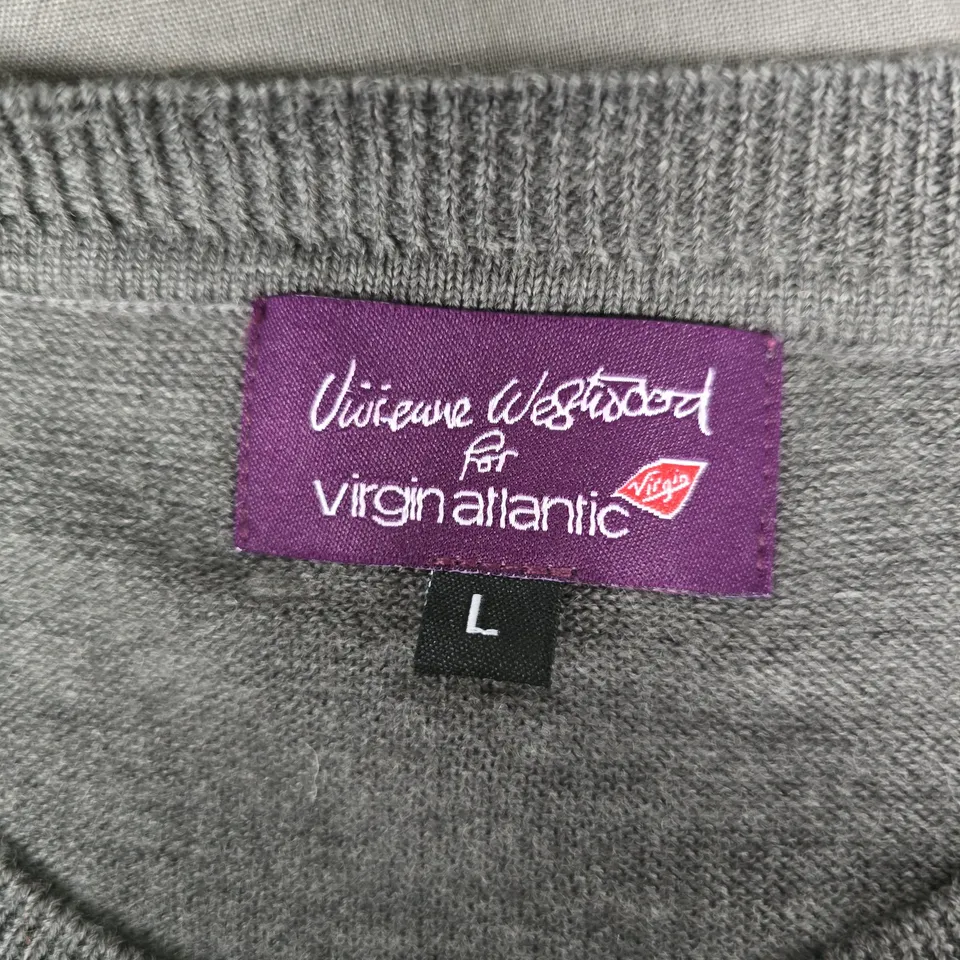 Vivienne Westwood
for
virgin atlantic
Virgin
L